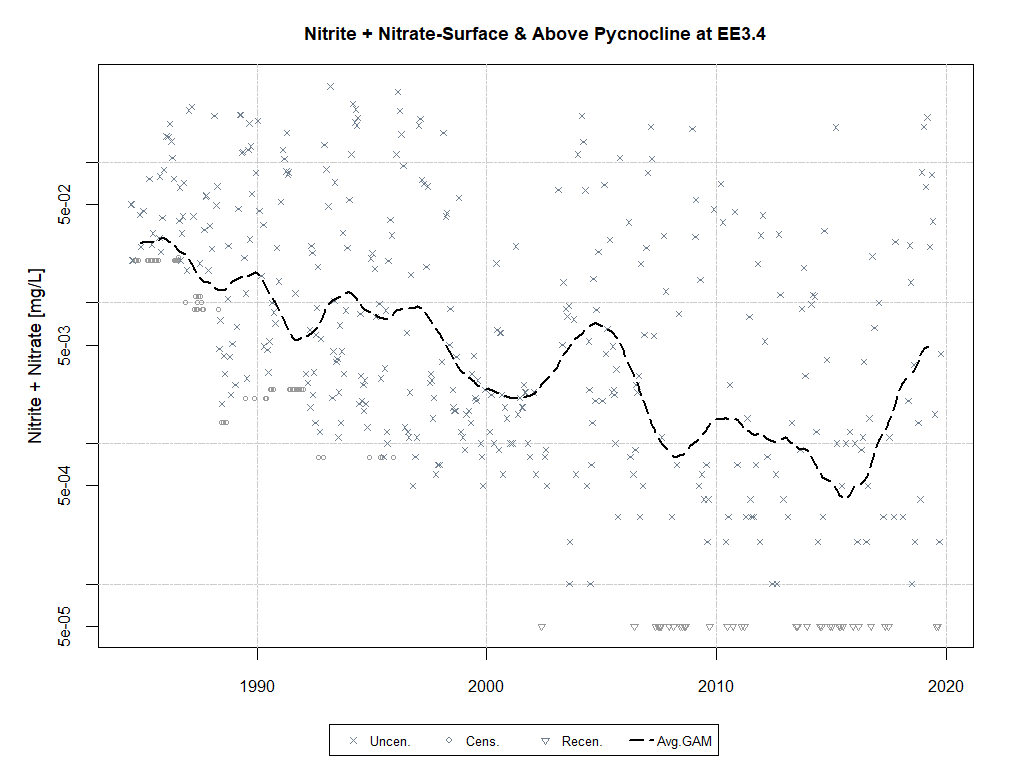 Nitrite + Nitrate-Surface & Above Pycnocline at EE3.4
Nitrite + Nitrate [mg/L]
5e-02
5e-03
5e-04
5e-05
1990 2000 2010 2020
Uncen. Cens. Recen. Avg.GAM